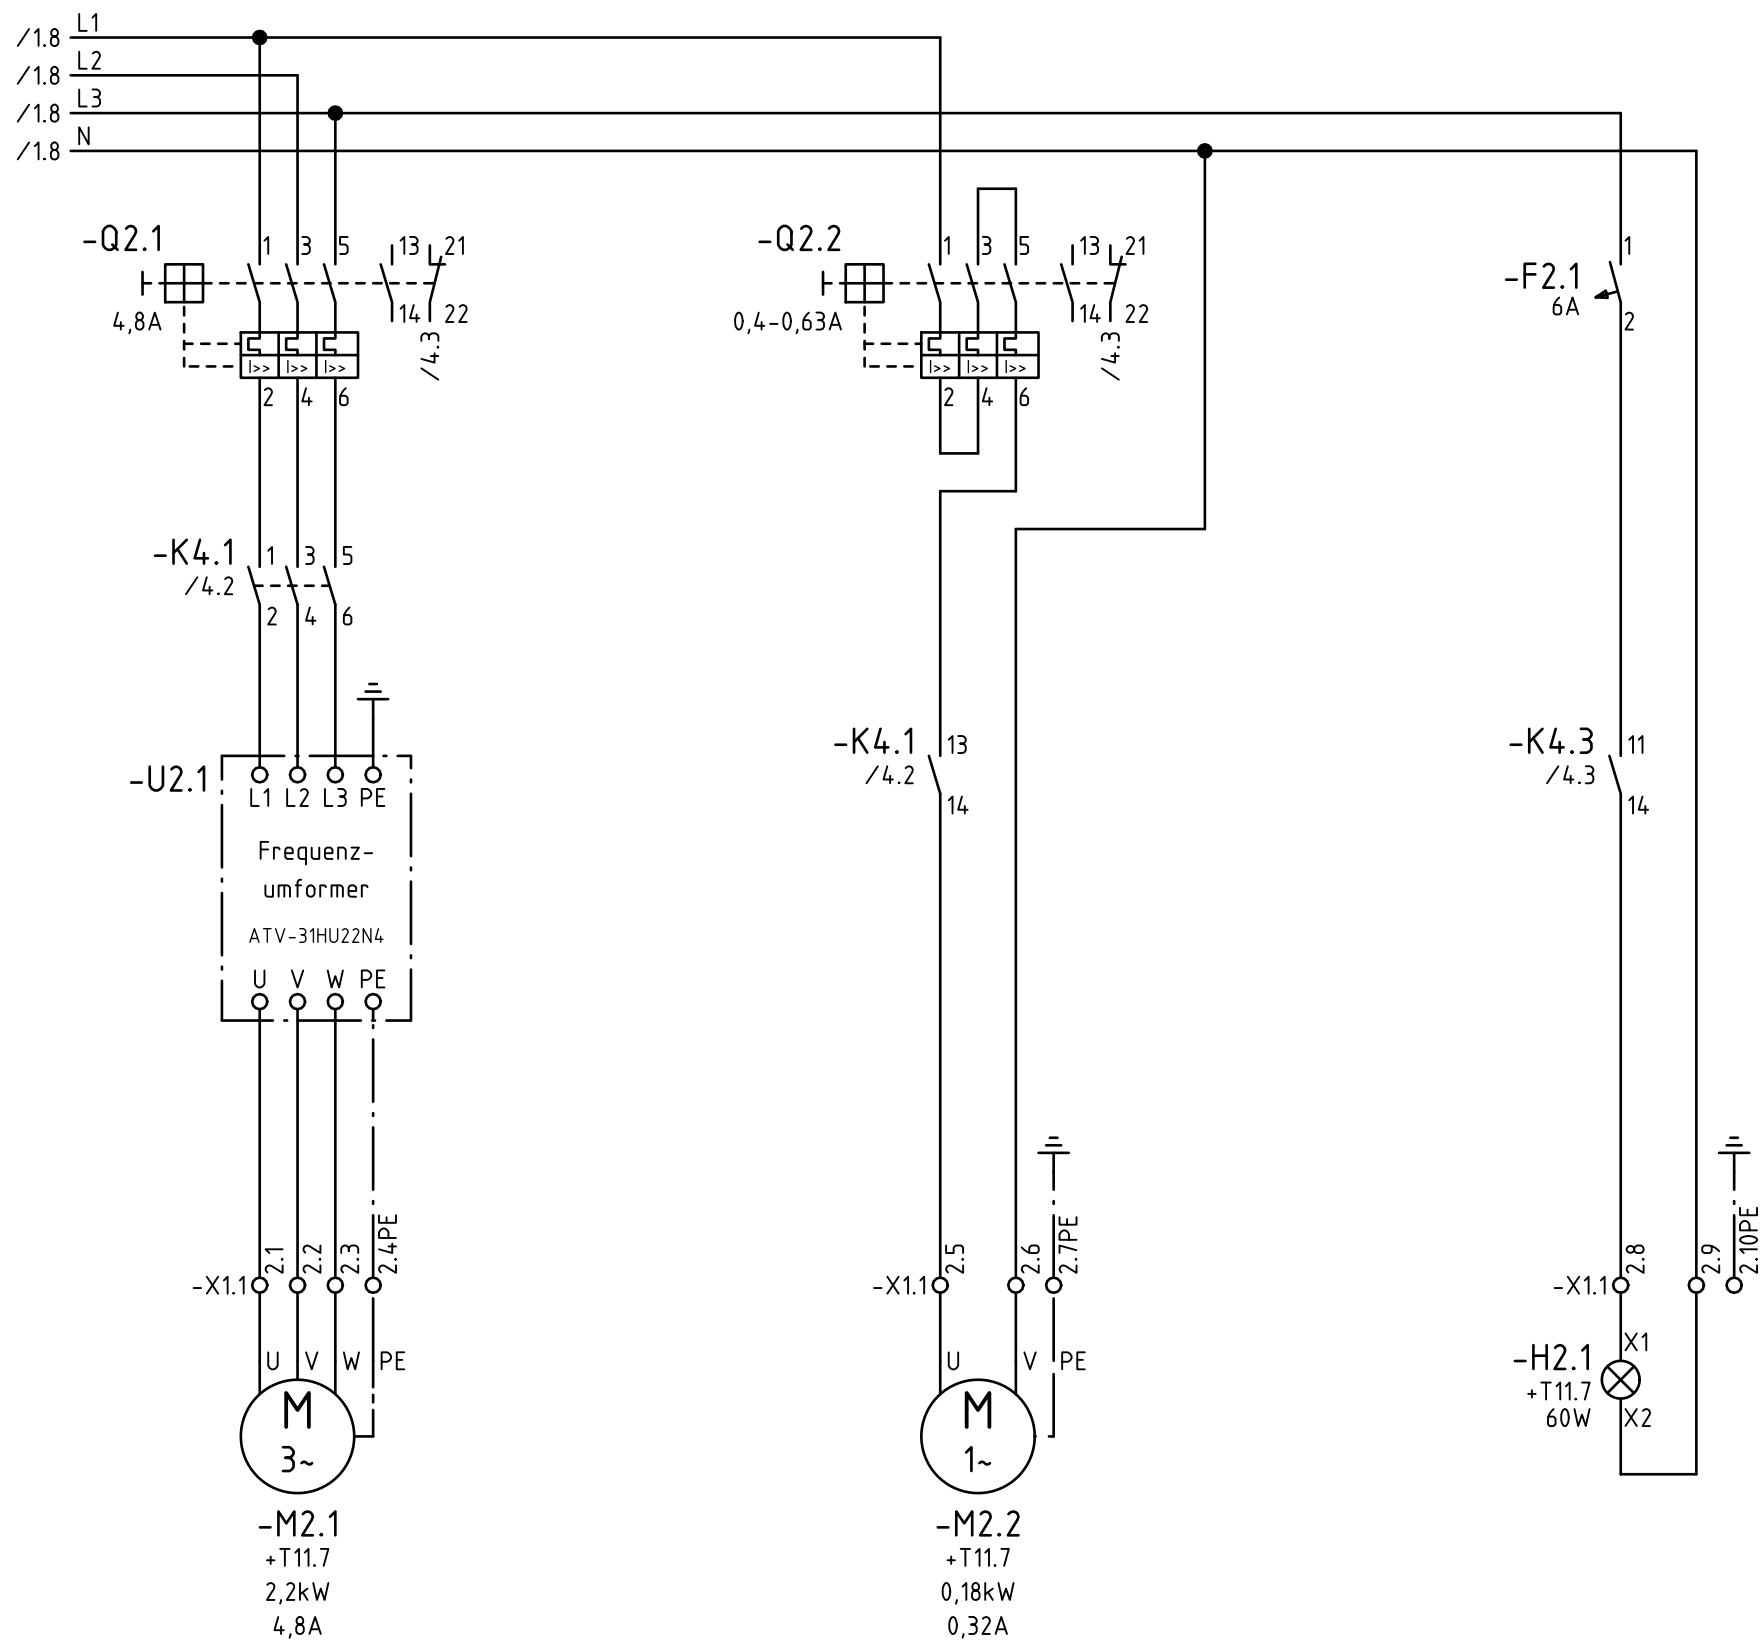 /1.8 L1
/1.8 L2
/1.8 L3
/1.8 N
-Q2.1
1 3 5 13 21
4,8A
14 22
/4.3
I>> I>> I>>
2 4 6
-Q2.2
1 3 5 13 21
0,4-0,63A
14 22
/4.3
I>> I>> I>>
2 4 6
-F2.1
1
6A
2
-K4.1
1 3 5
/4.2
2 4 6
-K4.1
13
/4.2
14
-K4.3
11
/4.3
14
-U2.1
L1 L2 L3 PE
Frequenz-
umformer
ATV-31HU22N4
U V W PE
2.1 2.2 2.3 2.4PE
-X1.1
U V W PE
M
3~
-M2.1
+T11.7
2,2kW
4,8A
2.5 2.6 2.7PE
-X1.1
U V PE
M
1~
-M2.2
+T11.7
0,18kW
0,32A
2.8 2.9 2.10PE
-X1.1
X1
-H2.1
+T11.7
60W
X2